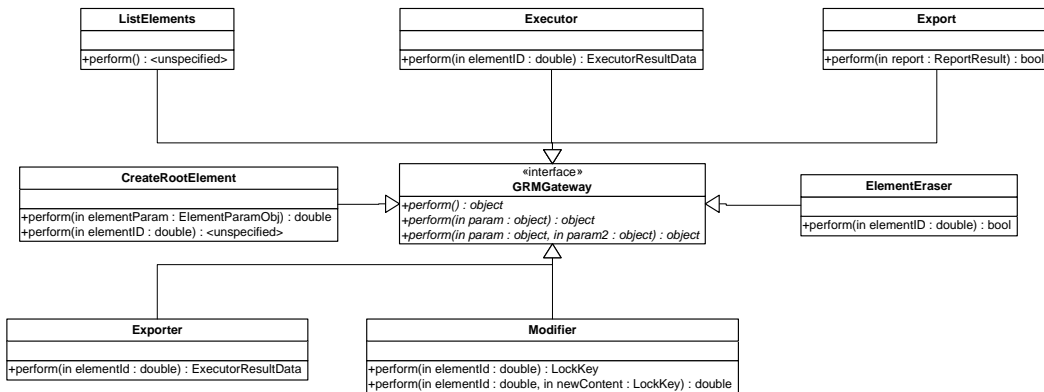 ListElements
+perform() : <unspecified>
Executor
+perform(in elementID : double) : ExecutorResultData
Export
+perform(in report : ReportResult) : bool
CreateRootElement
+perform(in elementParam : ElementParamObj) : double
+perform(in elementID : double) : <unspecified>
«interface»
GRMGateway
+perform() : object
+perform(in param : object) : object
+perform(in param : object, in param2 : object) : object
ElementEraser
+perform(in elementID : double) : bool
Exporter
+perform(in elementId : double) : ExecutorResultData
Modifier
+perform(in elementId : double) : LockKey
+perform(in elementId : double, in newContent : LockKey) : double